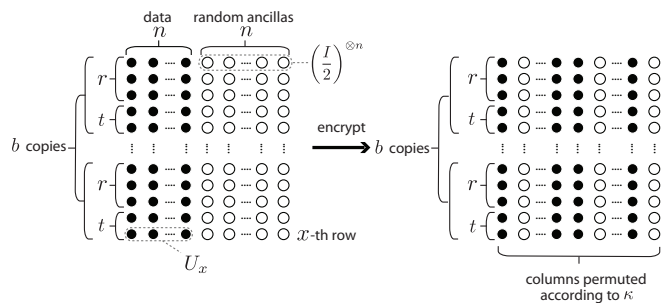 data random ancillas
n n
(I/2)^{⊗n}
r r
t t
encrypt
b copies b copies
r r
t t
x-th row
U_x
columns permuted
according to κ